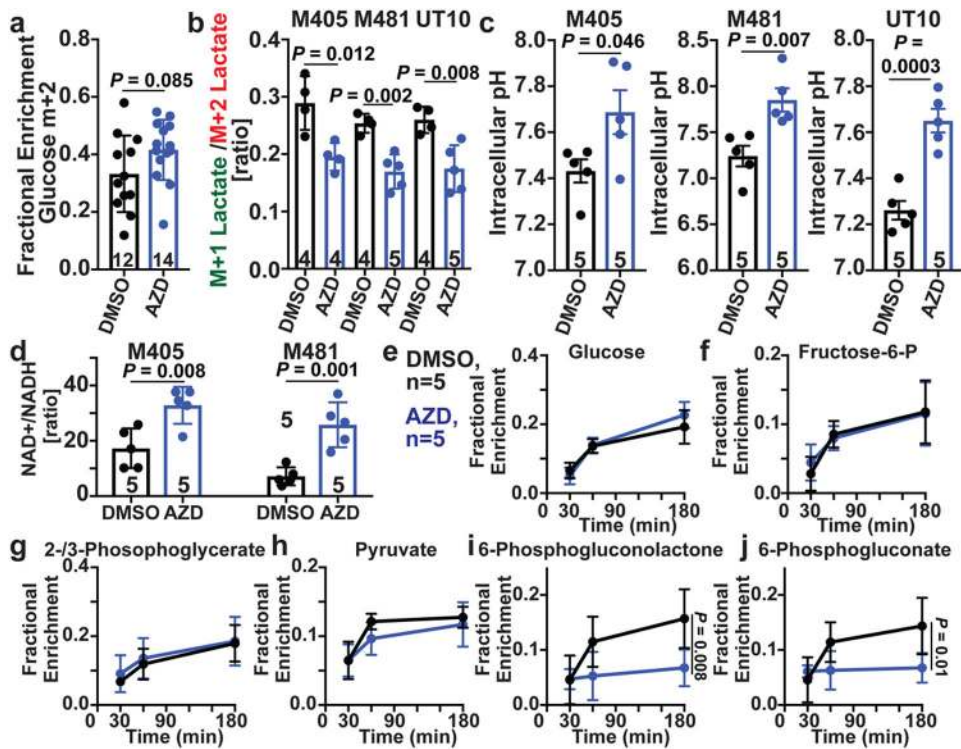 a
Fractional Enrichment
Glucose m+2
0.8
0.6
0.4
0.2
0.0
P = 0.085
12
14
DMSO
AZD
b
M+1 Lactate/M+2 Lactate
[ratio]
M405 M481 UT10
0.4
0.3
0.2
0.1
0.0
P = 0.012
P = 0.002
P = 0.008
4
4
4
5
4
5
DMSO
AZD
DMSO
AZD
DMSO
AZD
c
M405
Intracellular pH
8.0
7.8
7.6
7.4
7.2
7.0
P = 0.046
5
5
DMSO
AZD
M481
Intracellular pH
8.5
8.0
7.5
7.0
6.5
6.0
P = 0.007
5
5
DMSO
AZD
UT10
Intracellular pH
8.0
7.8
7.6
7.4
7.2
7.0
P =
0.0003
5
5
DMSO
AZD
d
NAD+/NADH
[ratio]
40
20
0
M405
P = 0.008
5
5
DMSO AZD
M481
P = 0.001
5
5
DMSO AZD
e
DMSO,
n=5
AZD,
n=5
Glucose
Fractional
Enrichment
0.4
0.2
0.0
0 30 180
Time (min)
f
Fructose-6-P
Fractional
Enrichment
0.2
0.1
0.0
0 30 180
Time (min)
g
2-/3-Phosophoglycerate
Fractional
Enrichment
0.4
0.2
0.0
0 30 180
Time (min)
h
Pyruvate
Fractional
Enrichment
0.2
0.1
0.0
0 30 180
Time (min)
i
6-Phosphogluconolactone
Fractional
Enrichment
0.3
0.2
0.1
0.0
P = 0.008
0 30 180
Time (min)
j
6-Phosphogluconate
Fractional
Enrichment
0.3
0.2
0.1
0.0
P = 0.01
0 30 180
Time (min)